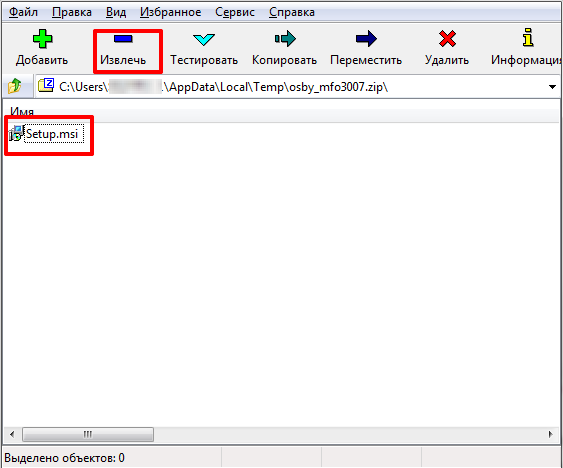 Файл Правка Вид Избранное Сервис Справка
Добавить Извлечь Тестировать Копировать Переместить Удалить Информация
C:\Users\ \AppData\Local\Temp\osby_mfo3007.zip\
Имя
Setup.msi
Выделено объектов: 0